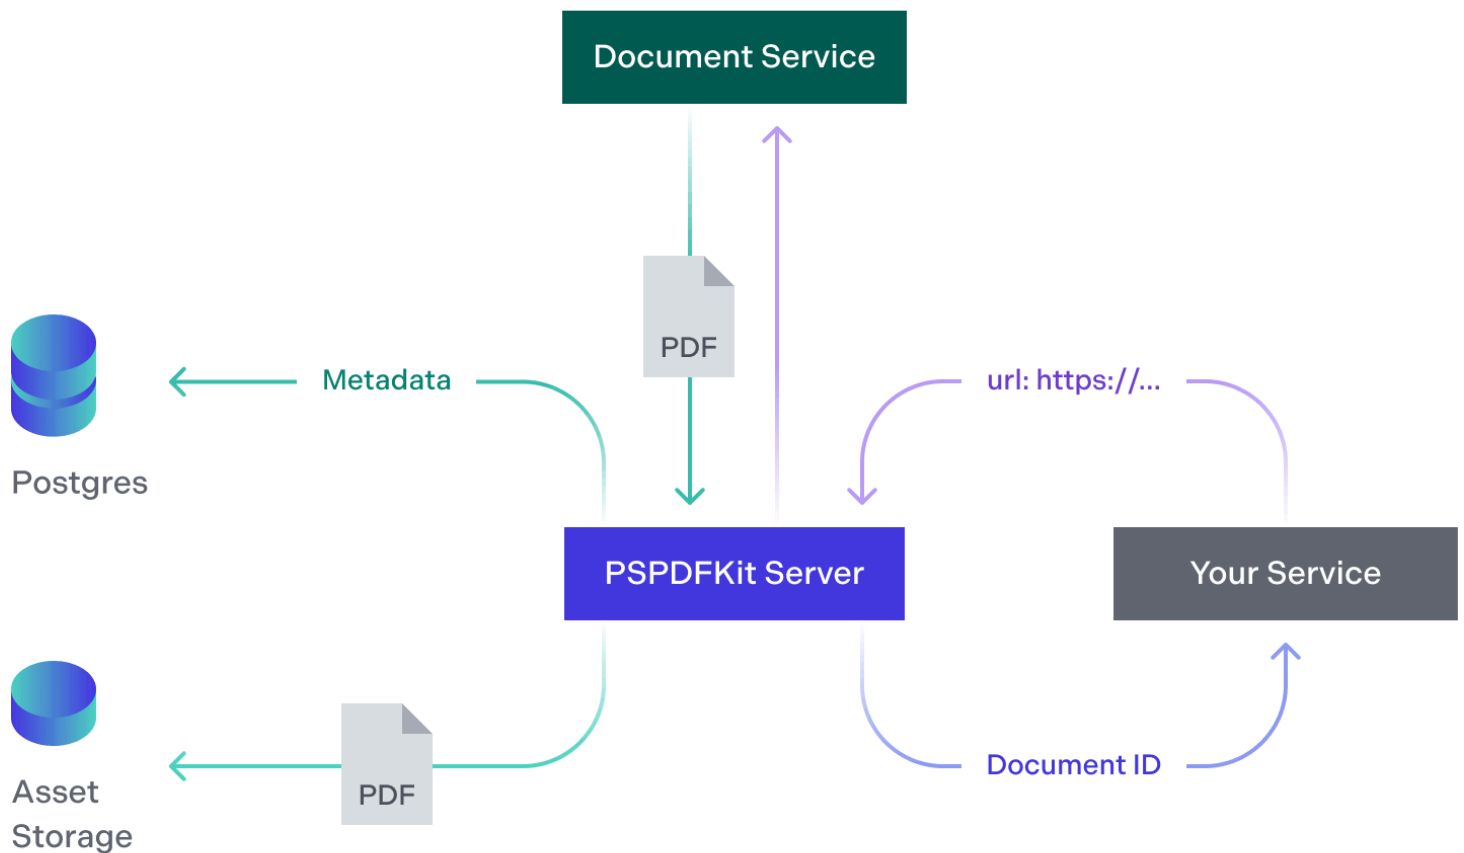 Document Service
PDF
Metadata
url: https://...
Postgres
PSPDFKit Server
Your Service
Document ID
PDF
Asset
Storage